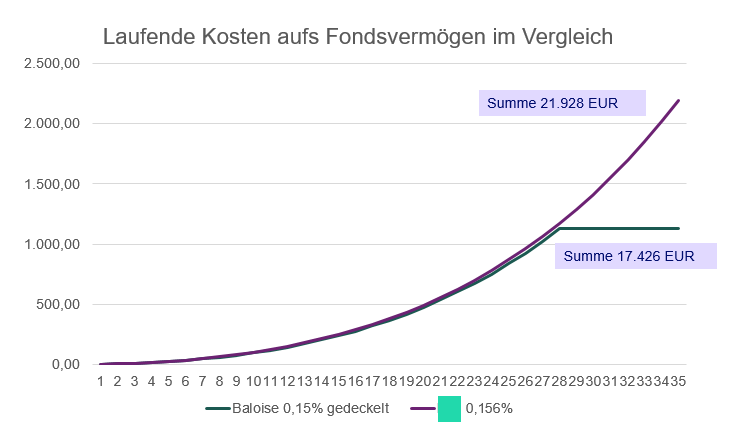 Laufende Kosten aufs Fondsvermögen im Vergleich
2.500,00
Summe 21.928 EUR
2.000,00
1.500,00
1.000,00
Summe 17.426 EUR
500,00
0,00
1 2 3 4 5 6 7 8 9 10 11 12 13 14 15 16 17 18 19 20 21 22 23 24 25 26 27 28 29 30 31 32 33 34 35
Baloise 0,15% gedeckelt 0,156%